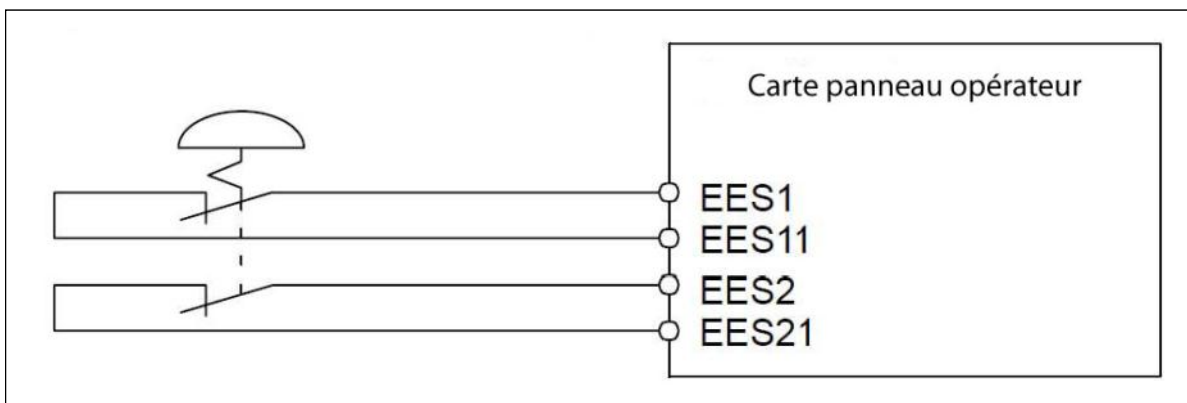 Carte panneau opérateur
EES1
EES11
EES2
EES21